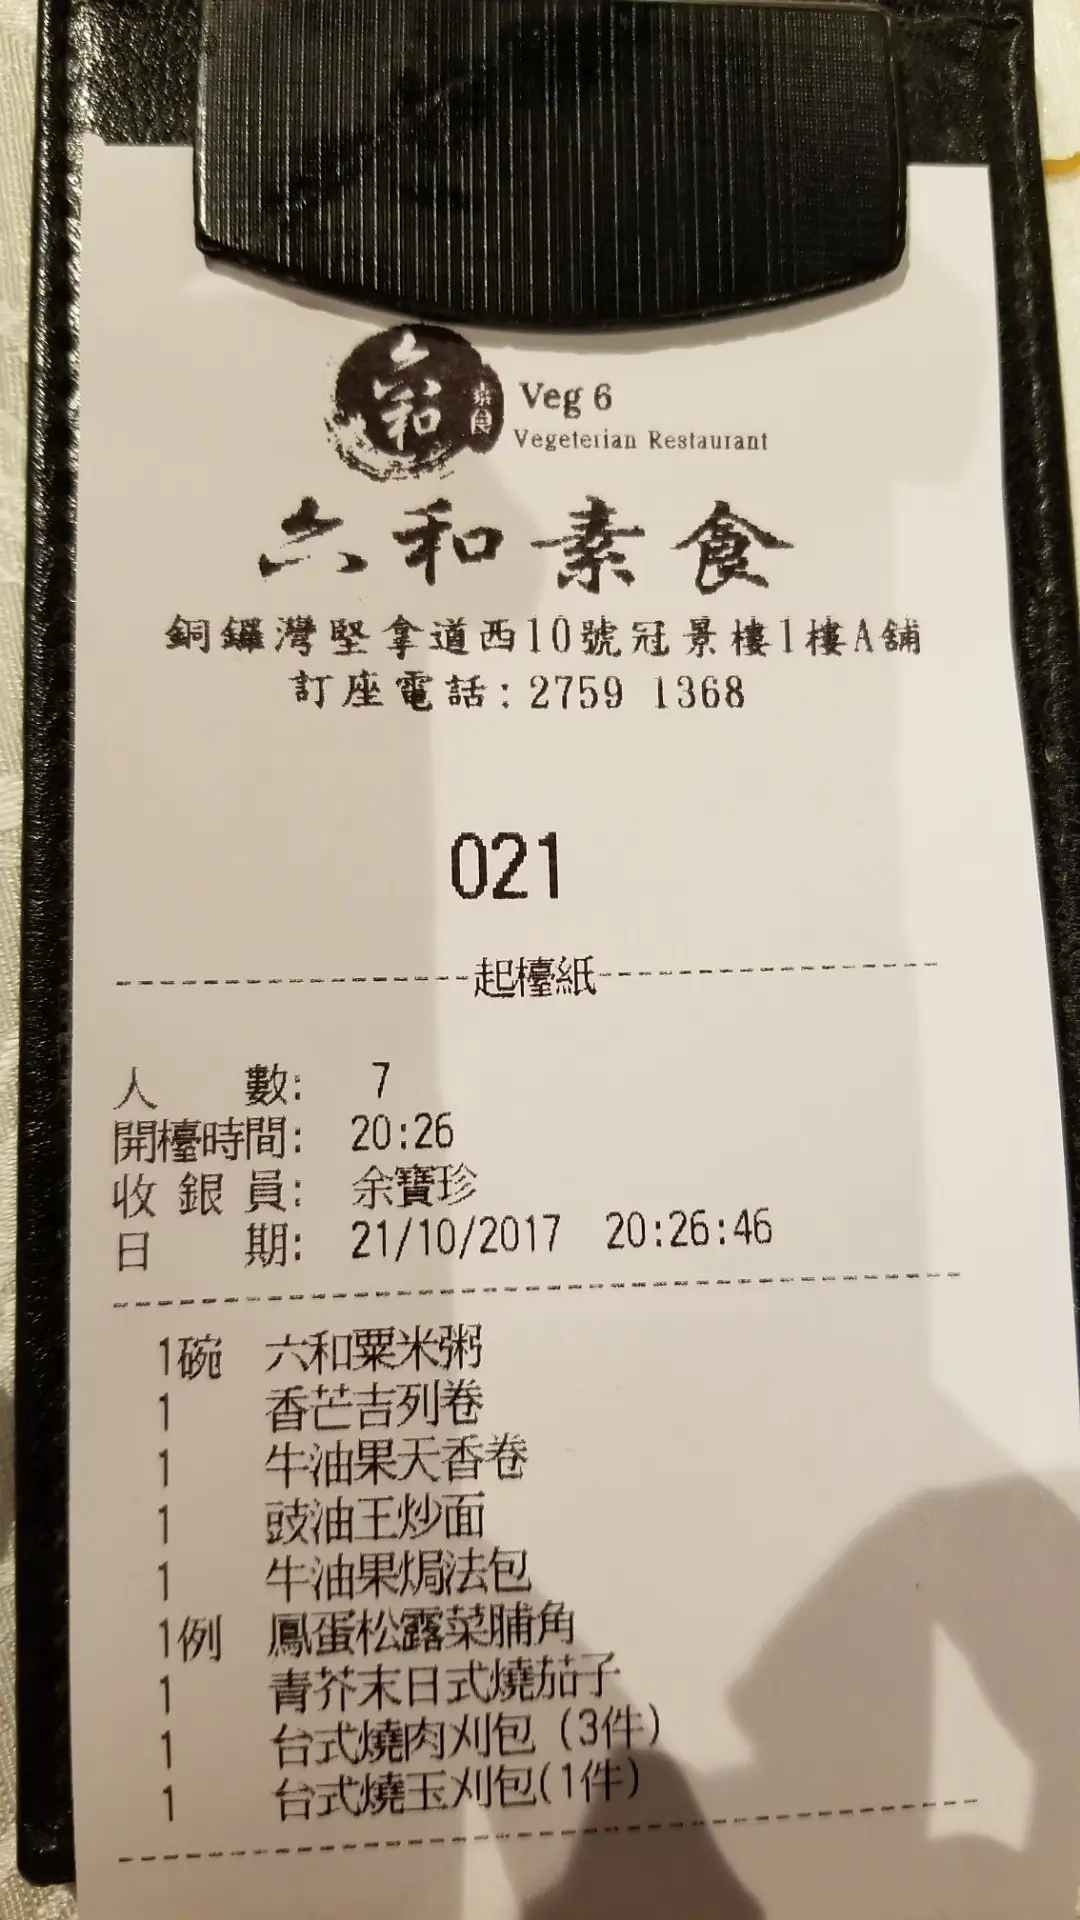 六和
素食
Veg 6
Vegeterian Restaurant
六和素食
銅鑼灣堅拿道西10號冠景樓1樓A舖
訂座電話: 2759 1368
021
起檯紙
人數: 7
開檯時間: 20:26
收銀員: 余寶珍
日期: 21/10/2017 20:26:46
1碗 六和粟米粥
1 香芒吉列卷
1 牛油果天香卷
1 豉油王炒面
1 牛油果焗法包
1例 鳳蛋松露菜脯角
1 青芥末日式燒茄子
1 台式燒肉刈包 (3件)
1 台式燒玉刈包(1件)